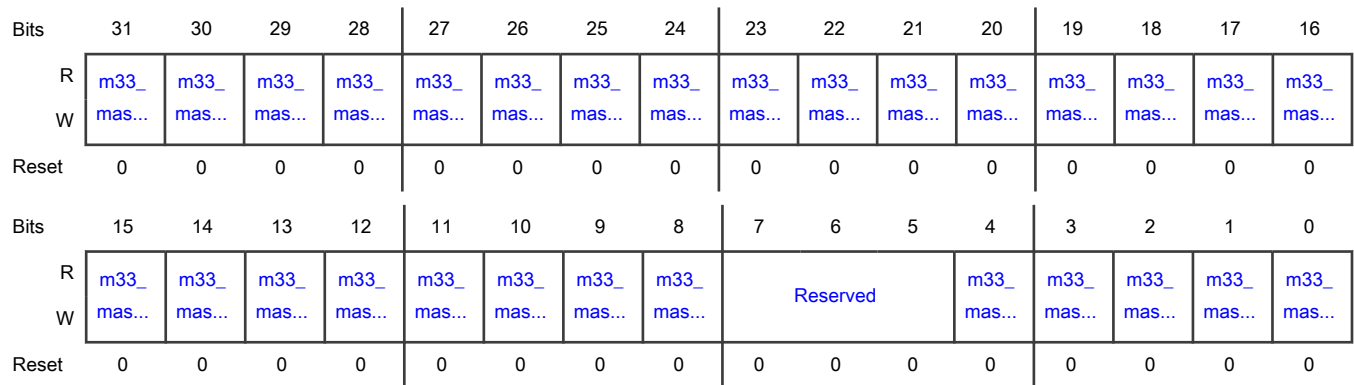 Bits 31 30 29 28 27 26 25 24 23 22 21 20 19 18 17 16
R m33_ m33_ m33_ m33_ m33_ m33_ m33_ m33_ m33_ m33_ m33_ m33_ m33_ m33_ m33_ m33_
W mas... mas... mas... mas... mas... mas... mas... mas... mas... mas... mas... mas... mas... mas... mas... mas...
Reset 0 0 0 0 0 0 0 0 0 0 0 0 0 0 0 0
Bits 15 14 13 12 11 10 9 8 7 6 5 4 3 2 1 0
R m33_ m33_ m33_ m33_ m33_ m33_ m33_ m33_ Reserved m33_ m33_ m33_ m33_ m33_
W mas... mas... mas... mas... mas... mas... mas... mas... mas... mas... mas... mas... mas...
Reset 0 0 0 0 0 0 0 0 0 0 0 0 0 0 0 0